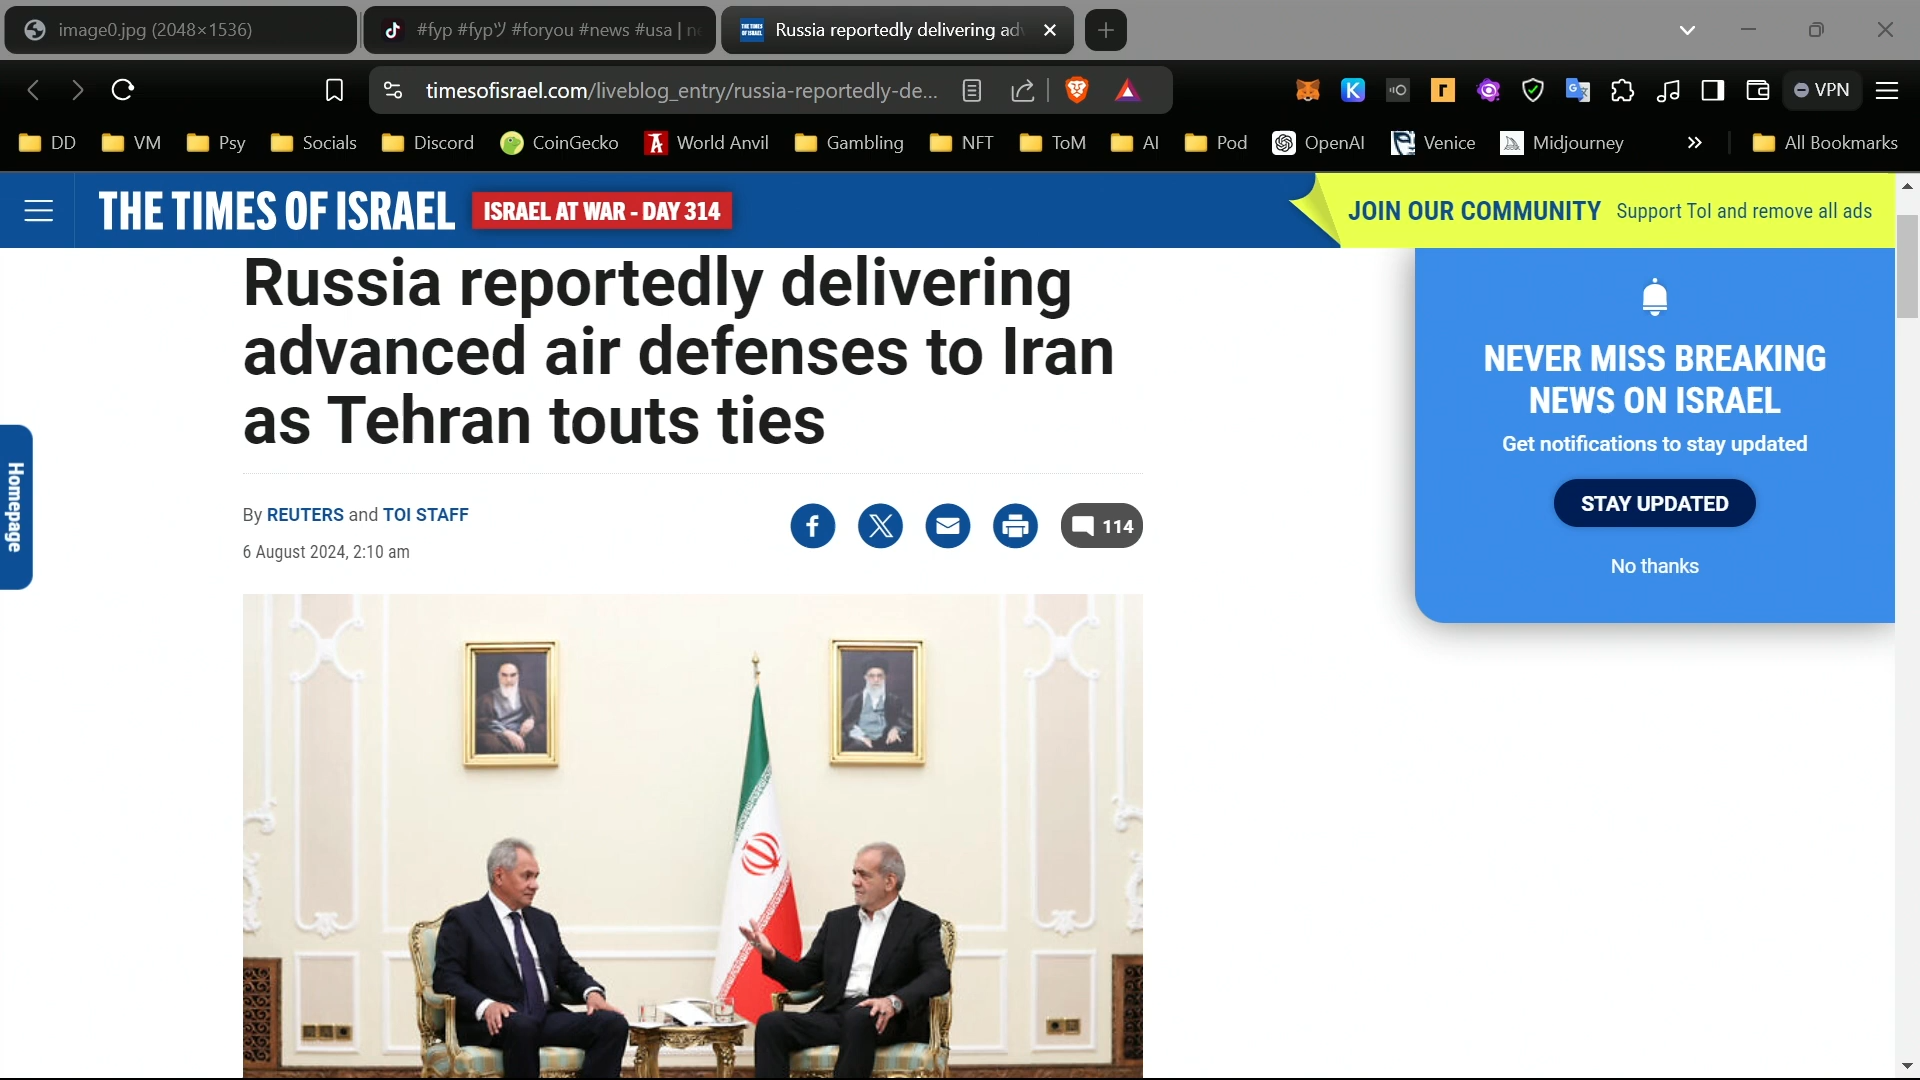 image0.jpg (2048×1536)
#fyp #fypツ #foryou #news #usa | n
Russia reportedly delivering ad
timesofisrael.com/liveblog_entry/russia-reportedly-de...
VPN
DD
VM
Psy
Socials
Discord
CoinGecko
World Anvil
Gambling
NFT
ToM
AI
Pod
OpenAI
Venice
Midjourney
All Bookmarks
THE TIMES OF ISRAEL
ISRAEL AT WAR - DAY 314
JOIN OUR COMMUNITY Support ToI and remove all ads
Russia reportedly delivering
advanced air defenses to Iran
as Tehran touts ties
By REUTERS and TOI STAFF
6 August 2024, 2:10 am
114
NEVER MISS BREAKING
NEWS ON ISRAEL
Get notifications to stay updated
STAY UPDATED
No thanks
Homepage